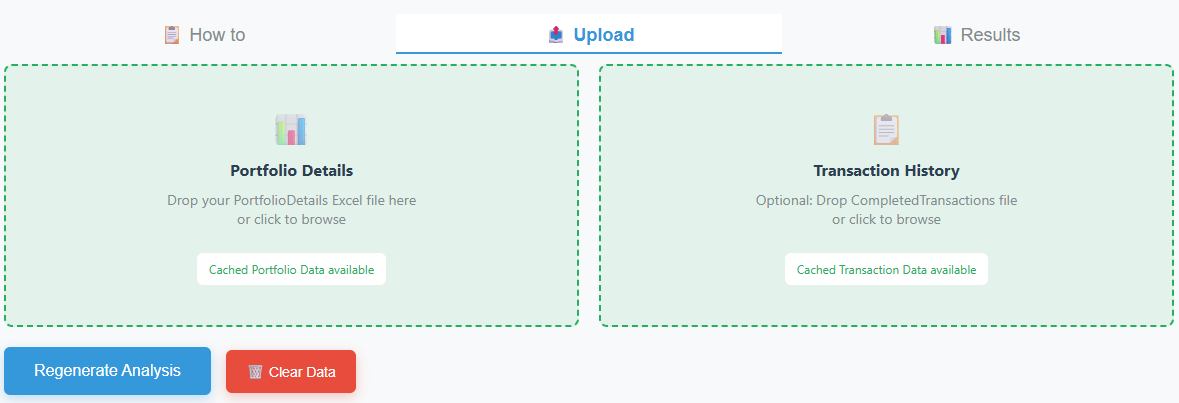 How to
Upload
Results
Portfolio Details
Drop your PortfolioDetails Excel file here
or click to browse
Cached Portfolio Data available
Transaction History
Optional: Drop CompletedTransactions file
or click to browse
Cached Transaction Data available
Regenerate Analysis
Clear Data